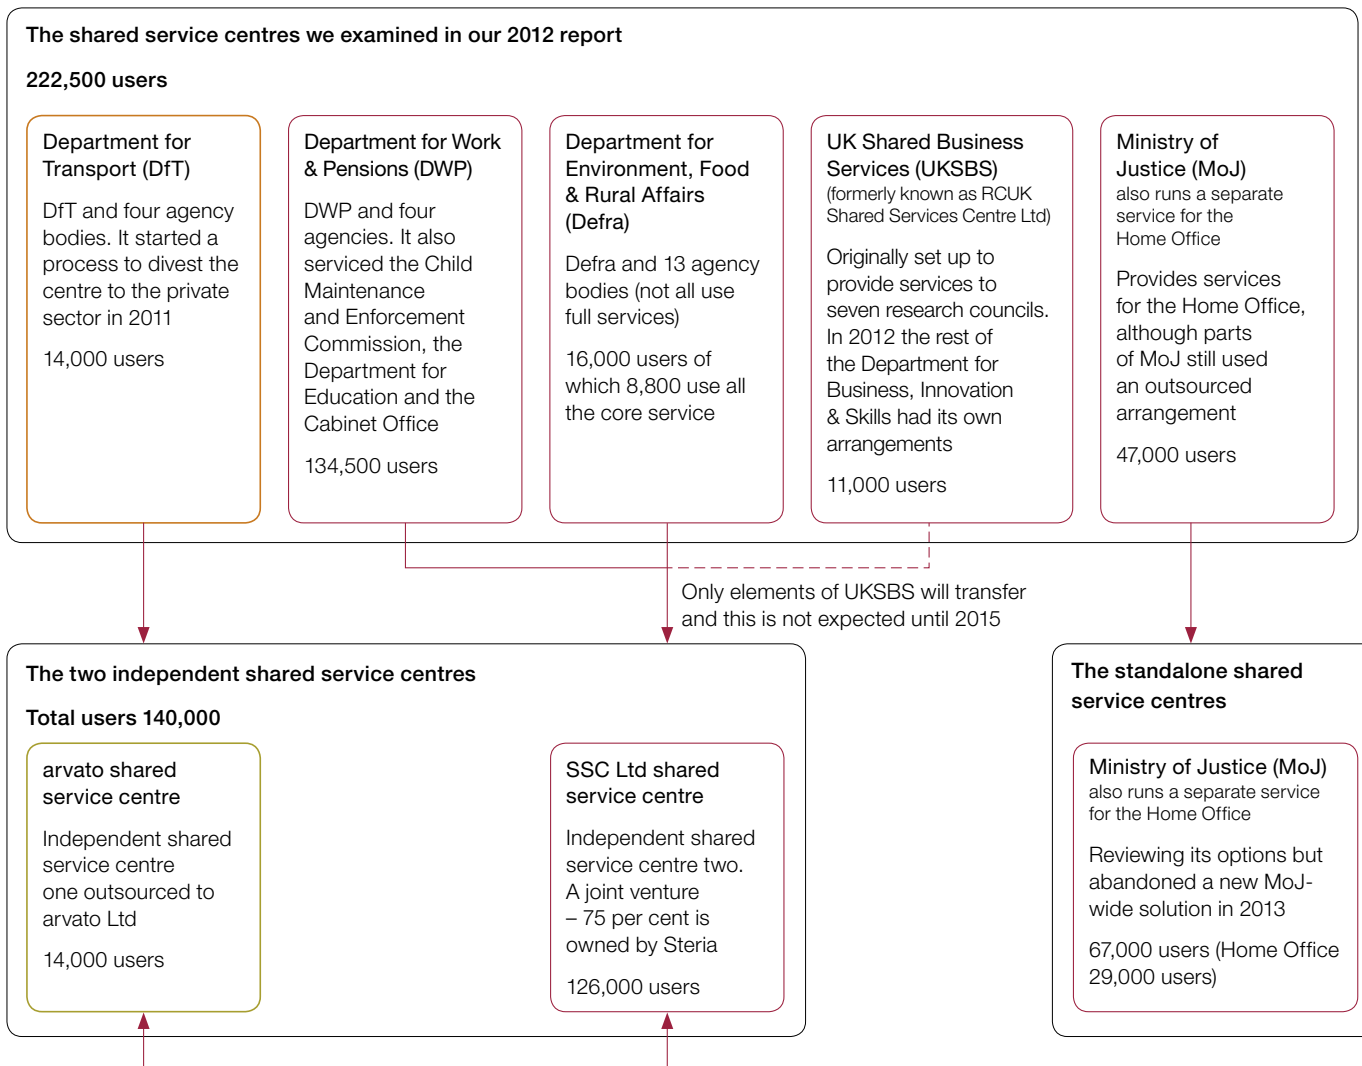 The shared service centres we examined in our 2012 report
222,500 users
Department for
Transport (DfT)
DfT and four agency
bodies. It started a
process to divest the
centre to the private
sector in 2011
14,000 users
Department for Work
& Pensions (DWP)
DWP and four
agencies. It also
serviced the Child
Maintenance
and Enforcement
Commission, the
Department for
Education and the
Cabinet Office
134,500 users
Department for
Environment, Food
& Rural Affairs
(Defra)
Defra and 13 agency
bodies (not all use
full services)
16,000 users of
which 8,800 use all
the core service
UK Shared Business
Services (UKSBS)
(formerly known as RCUK
Shared Services Centre Ltd)
Originally set up to
provide services to
seven research councils.
In 2012 the rest of
the Department for
Business, Innovation
& Skills had its own
arrangements
11,000 users
Ministry of
Justice (MoJ)
also runs a separate
service for the
Home Office
Provides services
for the Home Office,
although parts
of MoJ still used
an outsourced
arrangement
47,000 users
Only elements of UKSBS will transfer
and this is not expected until 2015
The two independent shared service centres
Total users 140,000
arvato shared
service centre
Independent shared
service centre
one outsourced to
arvato Ltd
14,000 users
SSC Ltd shared
service centre
Independent shared
service centre two.
A joint venture
– 75 per cent is
owned by Steria
126,000 users
The standalone shared
service centres
Ministry of Justice (MoJ)
also runs a separate service
for the Home Office
Reviewing its options but
abandoned a new MoJ-
wide solution in 2013
67,000 users (Home Office
29,000 users)